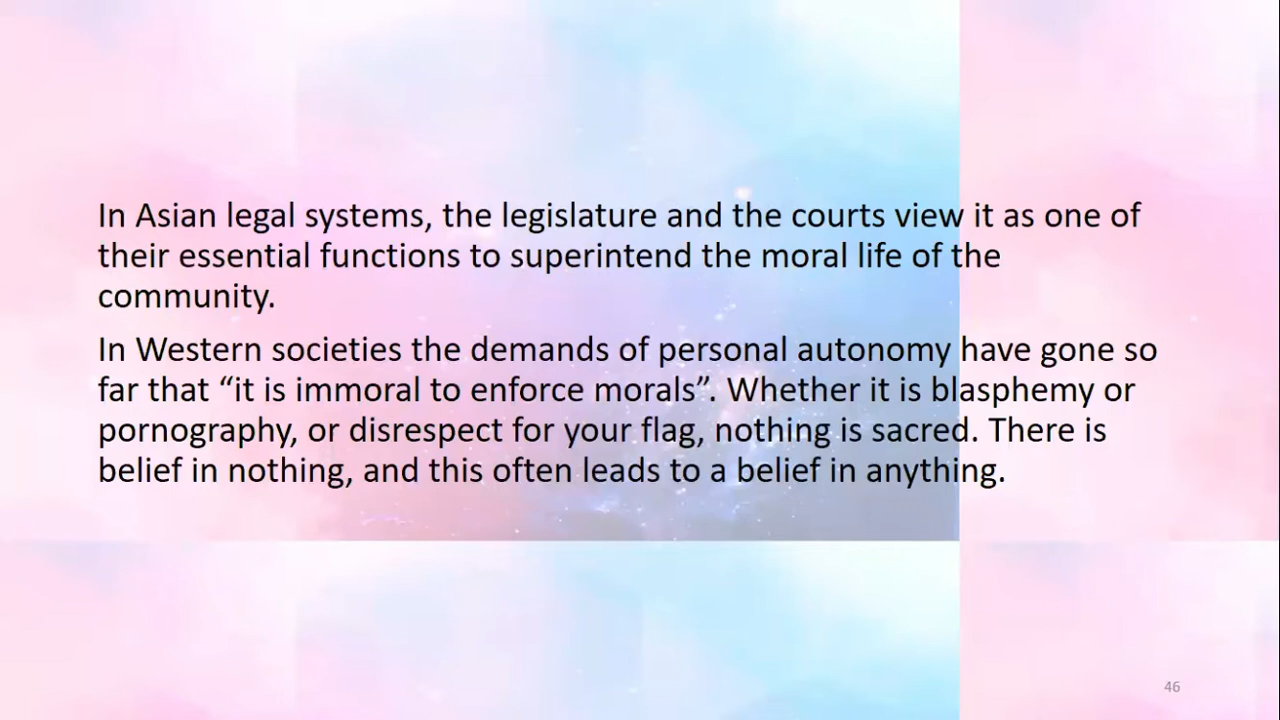 In Asian legal systems, the legislature and the courts view it as one of
their essential functions to superintend the moral life of the
community.
In Western societies the demands of personal autonomy have gone so
far that “it is immoral to enforce morals”. Whether it is blasphemy or
pornography, or disrespect for your flag, nothing is sacred. There is
belief in nothing, and this often leads to a belief in anything.
46